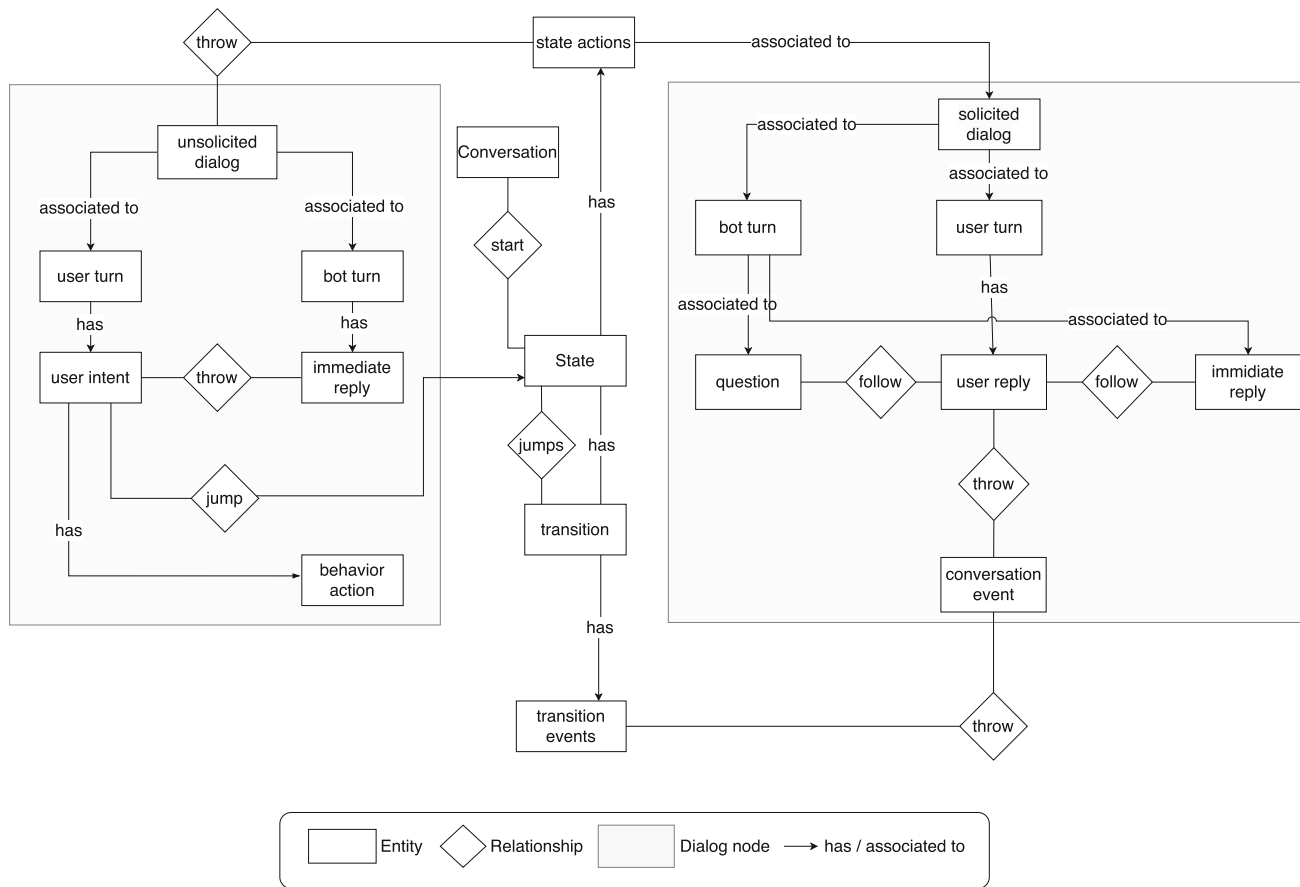 throw
state actions
associated to
unsolicited
dialog
associated to
associated to
user turn
bot turn
has
has
user intent
throw
immediate
reply
jump
has
behavior
action
Conversation
start
has
State
jumps
has
transition
has
transition
events
solicited
dialog
associated to
associated to
bot turn
user turn
has
associated to
associated to
question
follow
user reply
follow
immidiate
reply
throw
conversation
event
throw
Entity
Relationship
Dialog node
has / associated to